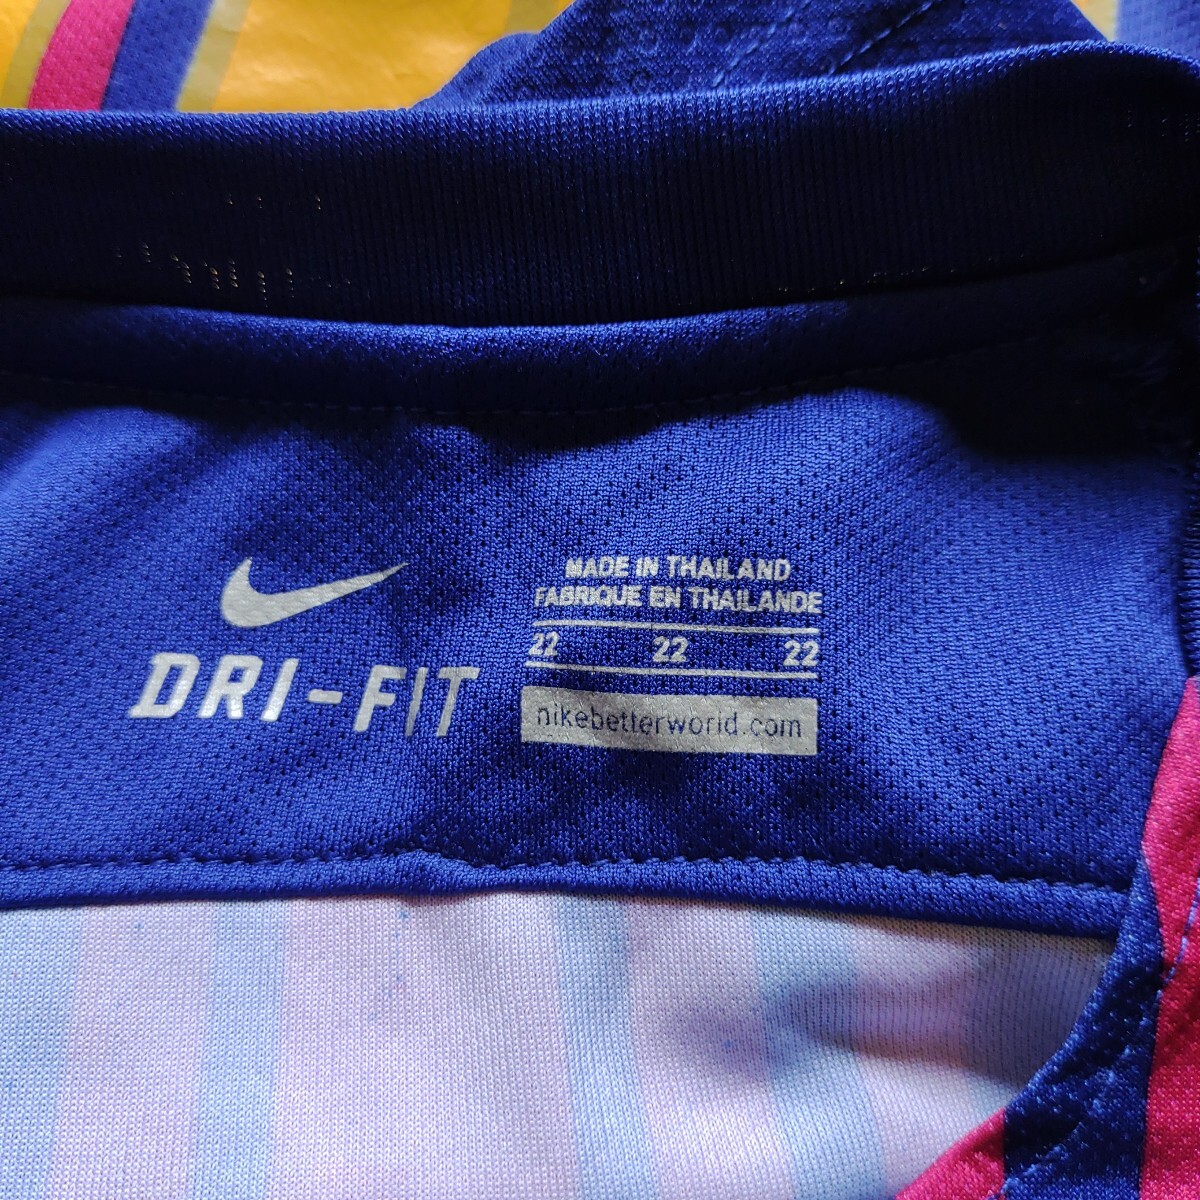 DRI-FIT
MADE IN THAILAND
FABRIQUE EN THAILANDE
22 22 22
nikebetterworld.com